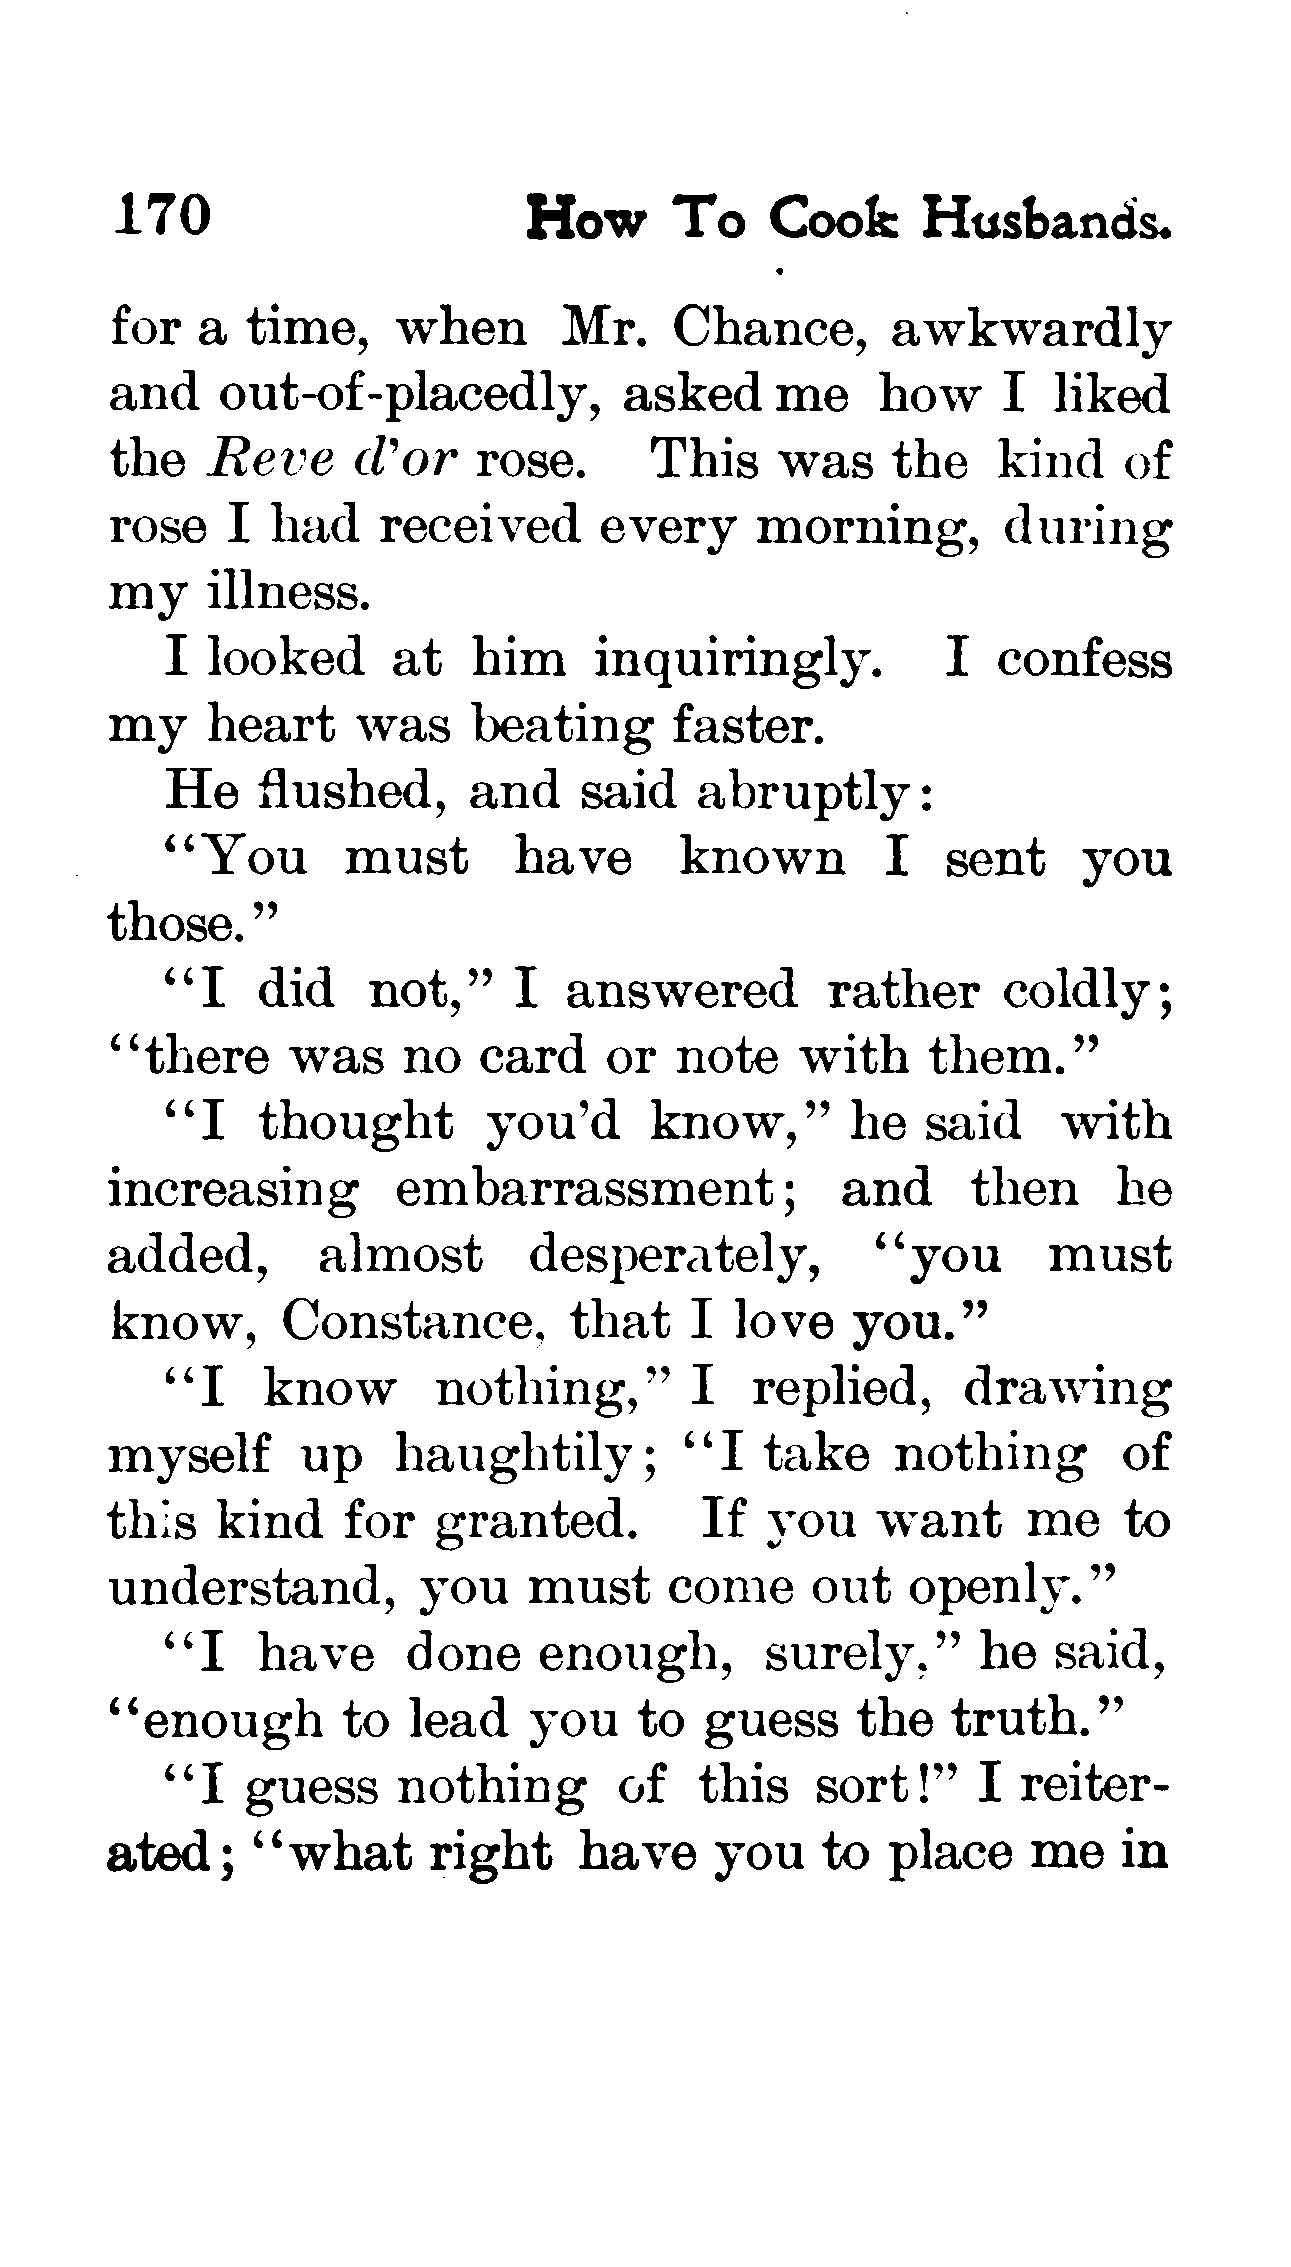 170 How To Cook Husbands.
for a time, when Mr. Chance, awkwardly
and out-of-placedly, asked me how I liked
the Reve d'or rose. This was the kind of
rose I had received every morning, during
my illness.
I looked at him inquiringly. I confess
my heart was beating faster.
He flushed, and said abruptly:
“You must have known I sent you
those.”
“I did not,” I answered rather coldly;
“there was no card or note with them.”
“I thought you'd know,” he said with
increasing embarrassment; and then he
added, almost desperately, “you must
know, Constance, that I love you.”
“I know nothing,” I replied, drawing
myself up haughtily; “I take nothing of
this kind for granted. If you want me to
understand, you must come out openly.”
“I have done enough, surely,” he said,
“enough to lead you to guess the truth.”
“I guess nothing of this sort!” I reiter-
ated; “what right have you to place me in